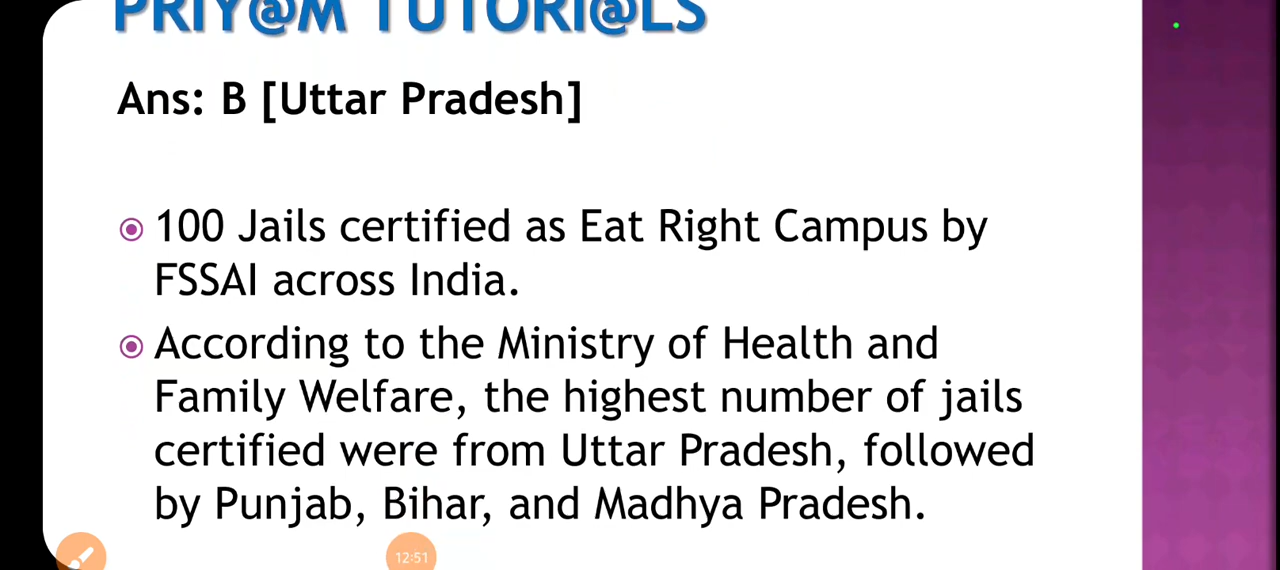 PRIY@M TUTORI@LS
Ans: B [Uttar Pradesh]
100 Jails certified as Eat Right Campus by
FSSAI across India.
According to the Ministry of Health and
Family Welfare, the highest number of jails
certified were from Uttar Pradesh, followed
by Punjab, Bihar, and Madhya Pradesh.
12:51